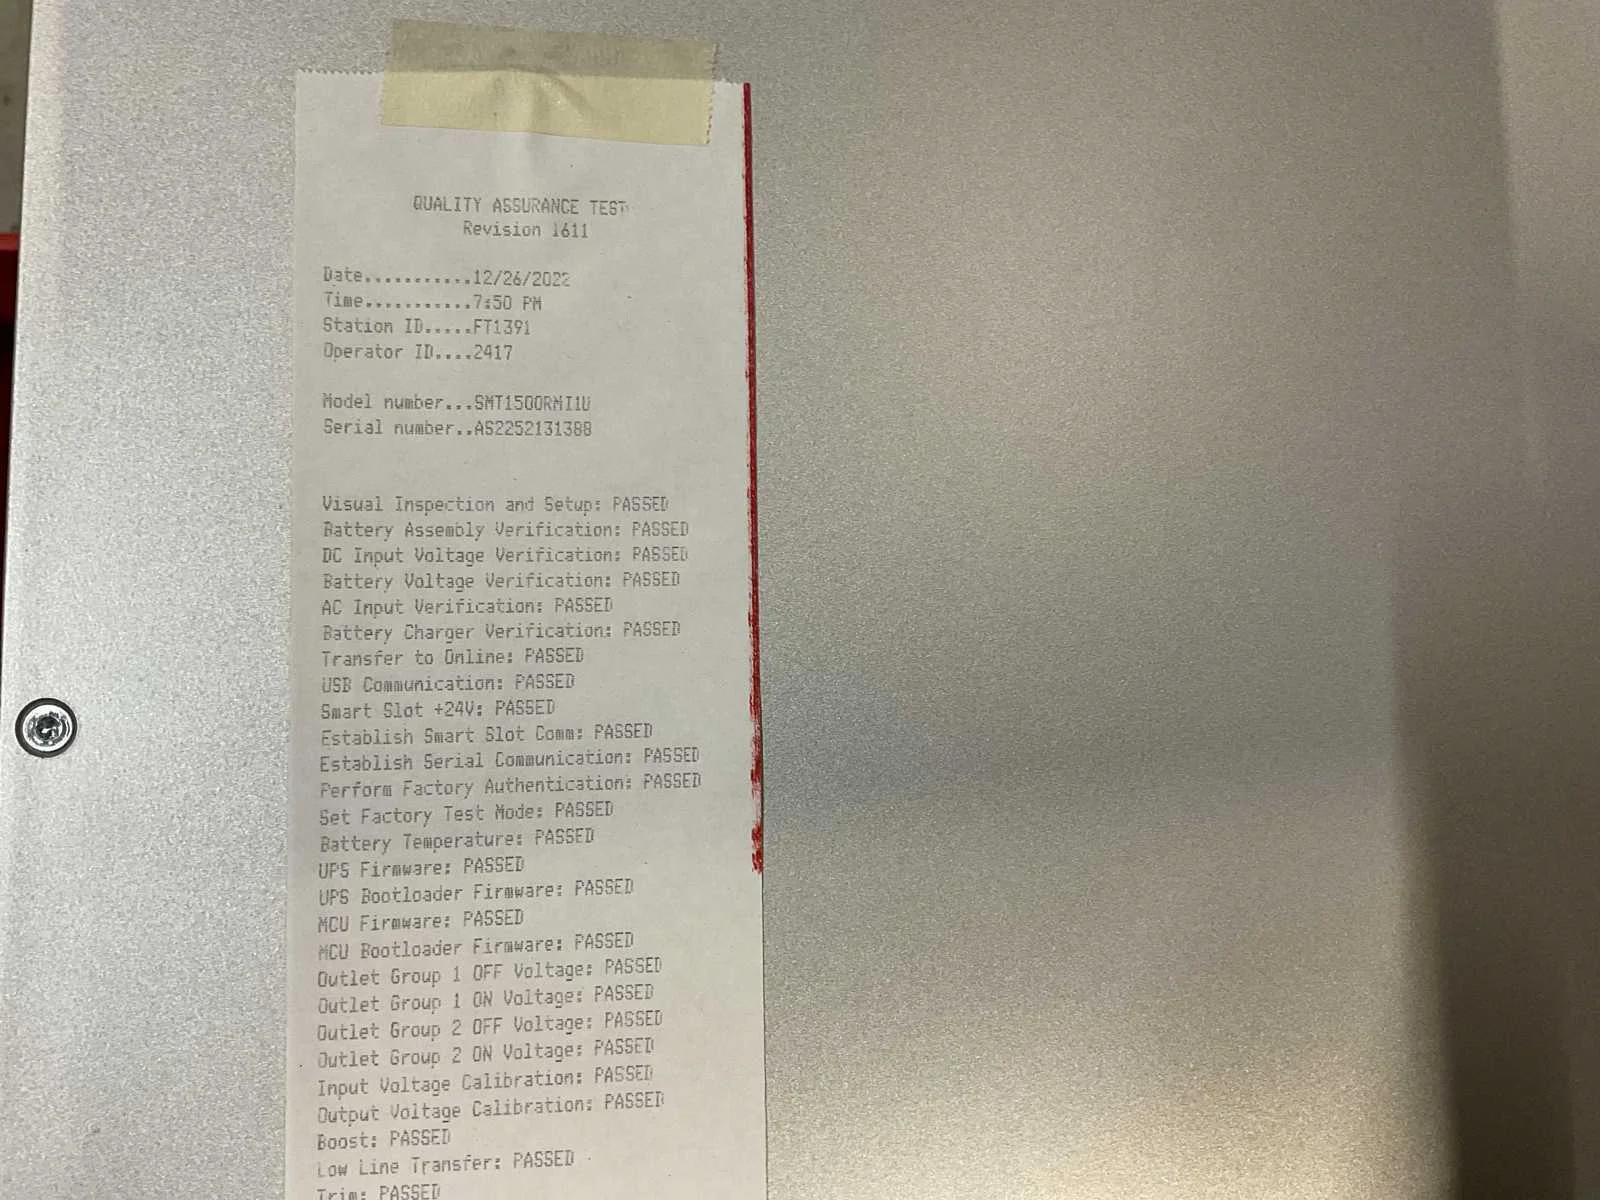 QUALITY ASSURANCE TEST
Revision 1611
Date...........12/26/2022
Time...........7:50 PM
Station ID.....FT1391
Operator ID....2417
Model number...SMT1500RMI1U
Serial number..AS2252131388
Visual Inspection and Setup: PASSED
Battery Assembly Verification: PASSED
DC Input Voltage Verification: PASSED
Battery Voltage Verification: PASSED
AC Input Verification: PASSED
Battery Charger Verification: PASSED
Transfer to Online: PASSED
USB Communication: PASSED
Smart Slot +24V: PASSED
Establish Smart Slot Comm: PASSED
Establish Serial Communication: PASSED
Perform Factory Authentication: PASSED
Set Factory Test Mode: PASSED
Battery Temperature: PASSED
UPS Firmware: PASSED
UPS Bootloader Firmware: PASSED
MCU Firmware: PASSED
MCU Bootloader Firmware: PASSED
Outlet Group 1 OFF Voltage: PASSED
Outlet Group 1 ON Voltage: PASSED
Outlet Group 2 OFF Voltage: PASSED
Outlet Group 2 ON Voltage: PASSED
Input Voltage Calibration: PASSED
Output Voltage Calibration: PASSED
Boost: PASSED
Low Line Transfer: PASSED
Trim: PASSED